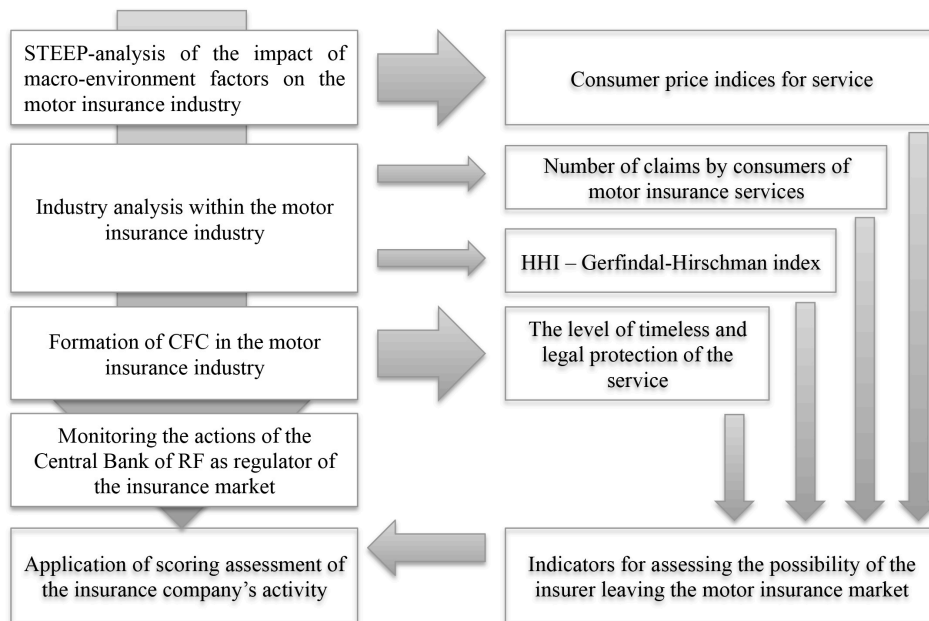 STEEP-analysis of the impact of
macro-environment factors on the
motor insurance industry
Consumer price indices for service
Industry analysis within the motor
insurance industry
Number of claims by consumers of
motor insurance services
HHI – Gerfindal-Hirschman index
Formation of CFC in the motor
insurance industry
The level of timeless and
legal protection of the
service
Monitoring the actions of the
Central Bank of RF as regulator of
the insurance market
Application of scoring assessment of
the insurance company’s activity
Indicators for assessing the possibility of the
insurer leaving the motor insurance market